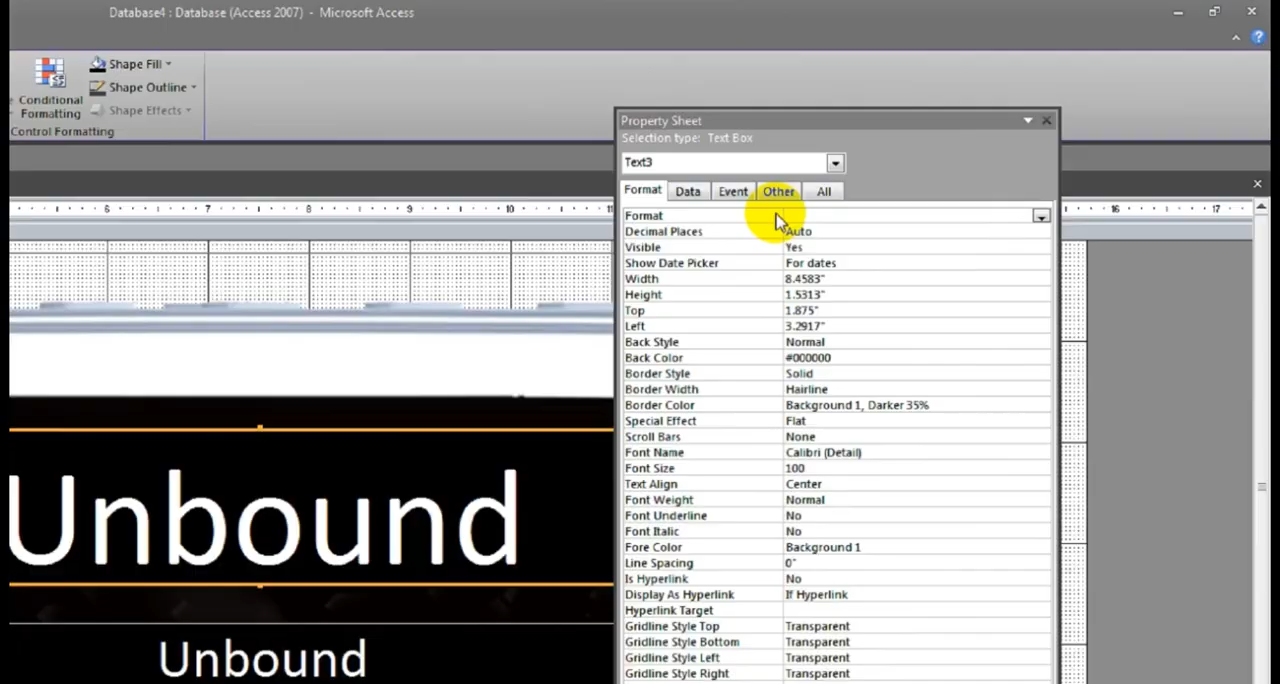 Database4 : Database (Access 2007) - Microsoft Access
Shape Fill
Conditional Formatting
Shape Outline
Shape Effects
Control Formatting
Property Sheet
Selection type: Text Box
Text3
Format Data Event Other All
7 8 9 10 16 17
Format
Decimal Places Auto
Visible Yes
Show Date Picker For dates
Width 8.4583"
Height 1.5313"
Top 1.875"
Left 3.2917"
Back Style Normal
Back Color #000000
Border Style Solid
Border Width Hairline
Border Color Background 1, Darker 35%
Special Effect Flat
Scroll Bars None
Font Name Calibri (Detail)
Font Size 100
Text Align Center
Font Weight Normal
Font Underline No
Font Italic No
Fore Color Background 1
Line Spacing 0"
Is Hyperlink No
Display As Hyperlink If Hyperlink
Hyperlink Target
Gridline Style Top Transparent
Gridline Style Bottom Transparent
Gridline Style Left Transparent
Gridline Style Right Transparent
Unbound
Unbound